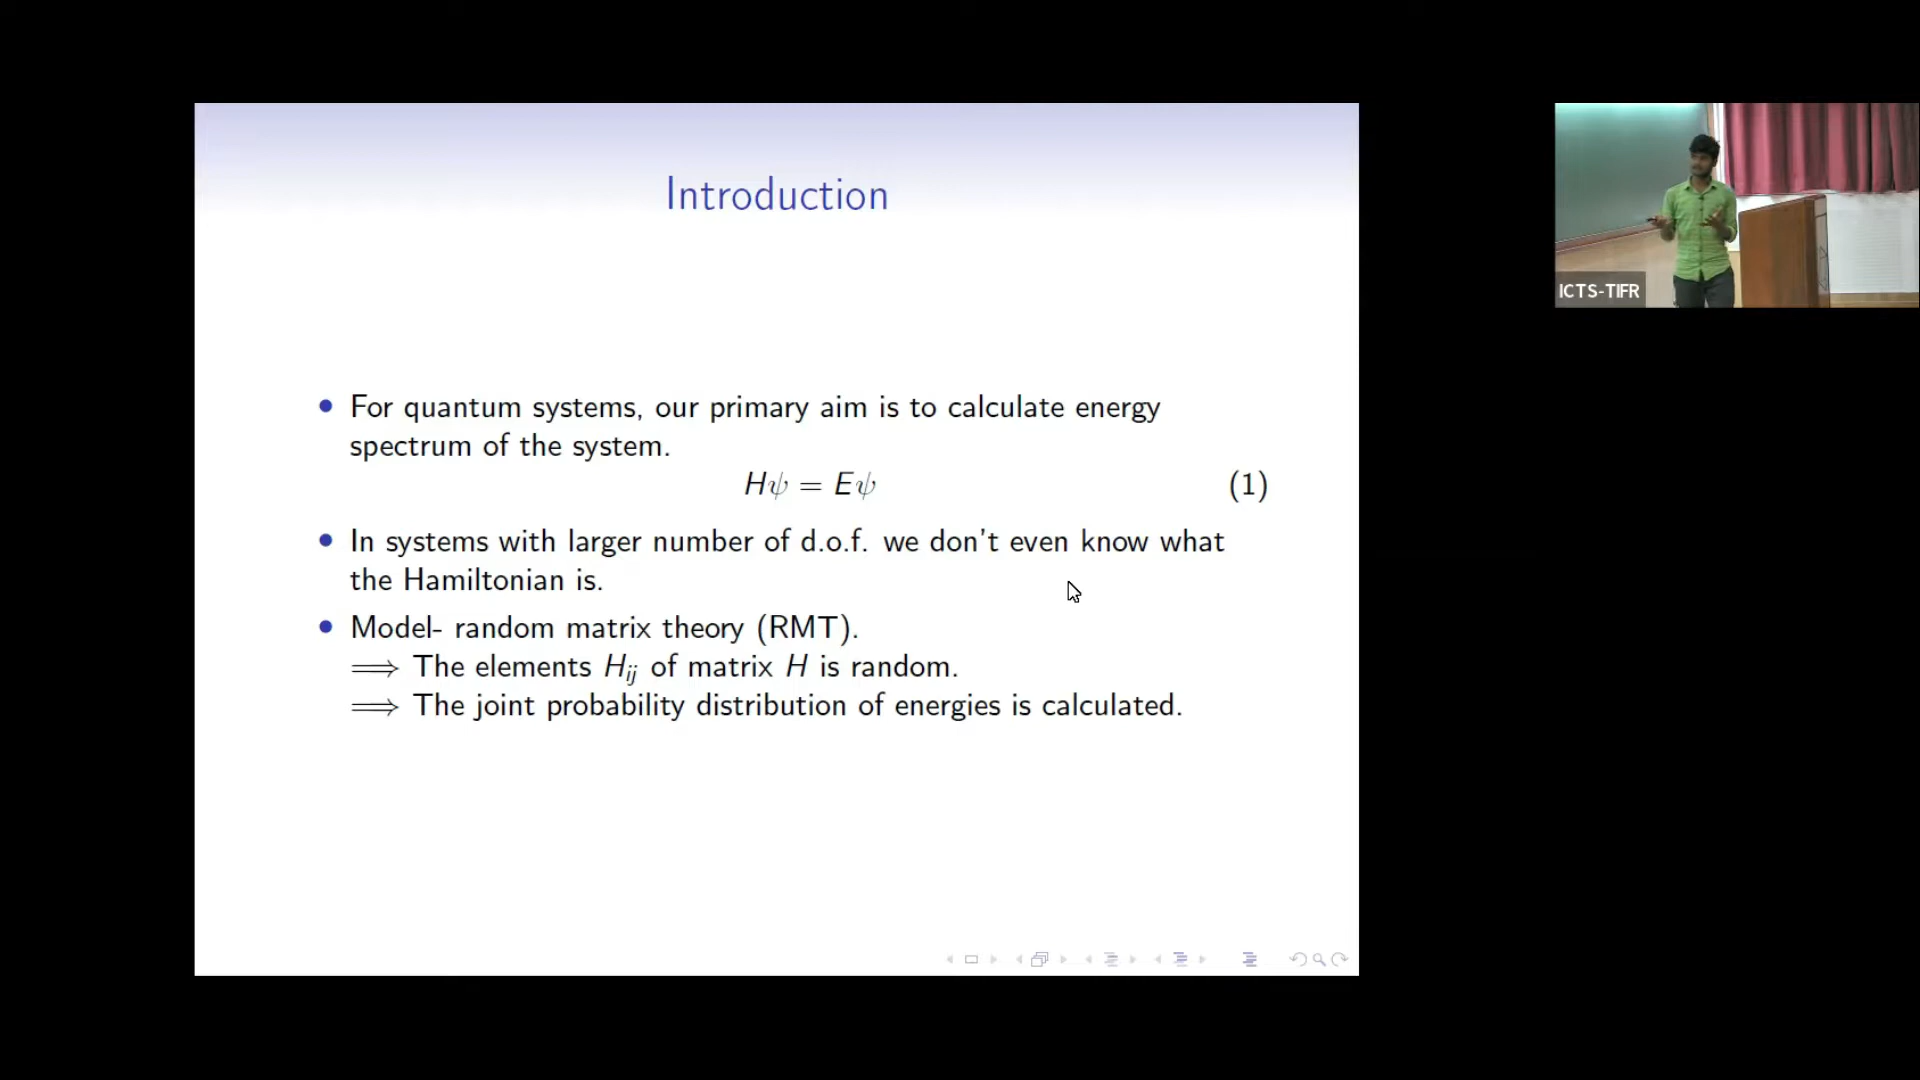 Introduction
• For quantum systems, our primary aim is to calculate energy
spectrum of the system.
Hψ = Eψ (1)
• In systems with larger number of d.o.f. we don't even know what
the Hamiltonian is.
• Model- random matrix theory (RMT).
⟹ The elements H_ij of matrix H is random.
⟹ The joint probability distribution of energies is calculated.
ICTS-TIFR